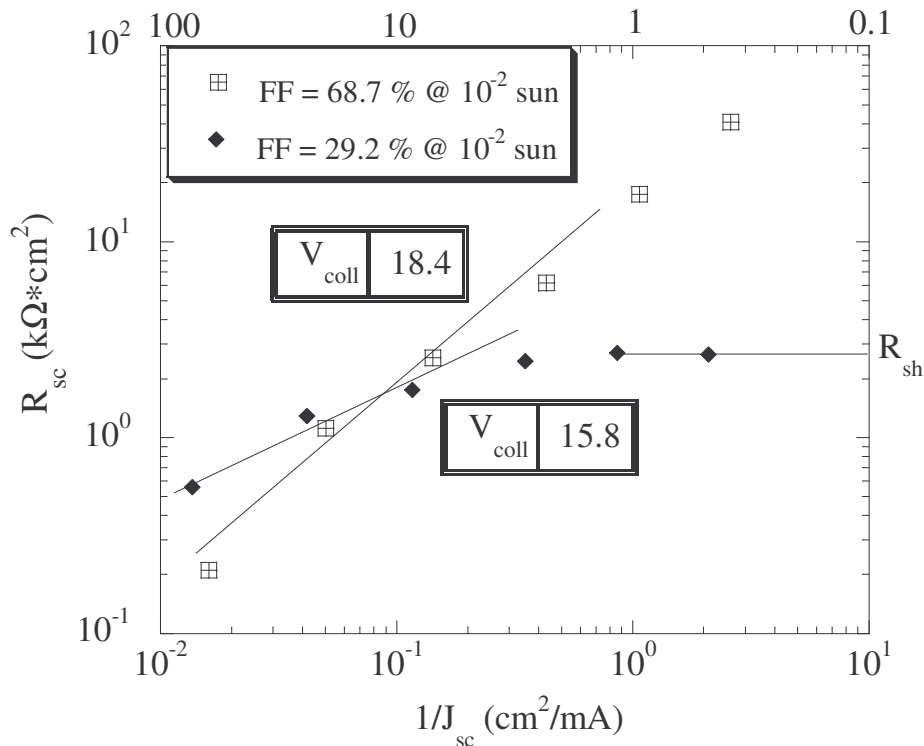 100 10 1 0.1
10^2
FF = 68.7 % @ 10^-2 sun
FF = 29.2 % @ 10^-2 sun
10^1
V_coll 18.4
R_sc (kΩ*cm^2)
R_sh
V_coll 15.8
10^0
10^-1
10^-2 10^-1 10^0 10^1
1/J_sc (cm^2/mA)